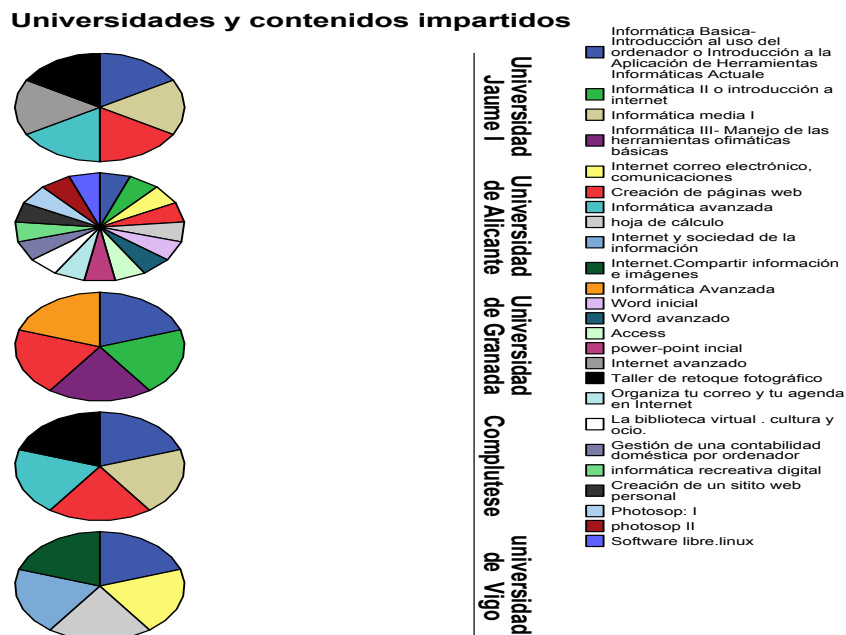 Universidades y contenidos impartidos
Universidad
Jaume I
Universidad
de Alicante
Universidad
de Granada
Complutese
universidad
de Vigo
Informática Basica-
Introducción al uso del
ordenador o Introducción a la
Aplicación de Herramientas
Informáticas Actuale
Informática II o introducción a
internet
Informática media I
Informática III- Manejo de las
herramientas ofimáticas
básicas
Internet correo electrónico,
comunicaciones
Creación de páginas web
Informática avanzada
hoja de cálculo
Internet y sociedad de la
información
Internet.Compartir información
e imágenes
Informática Avanzada
Word inicial
Word avanzado
Access
power-point incial
Internet avanzado
Taller de retoque fotográfico
Organiza tu correo y tu agenda
en Internet
La biblioteca virtual . cultura y
ocio.
Gestión de una contabilidad
doméstica por ordenador
informática recreativa digital
Creación de un sitito web
personal
Photosop: I
photosop II
Software libre.linux